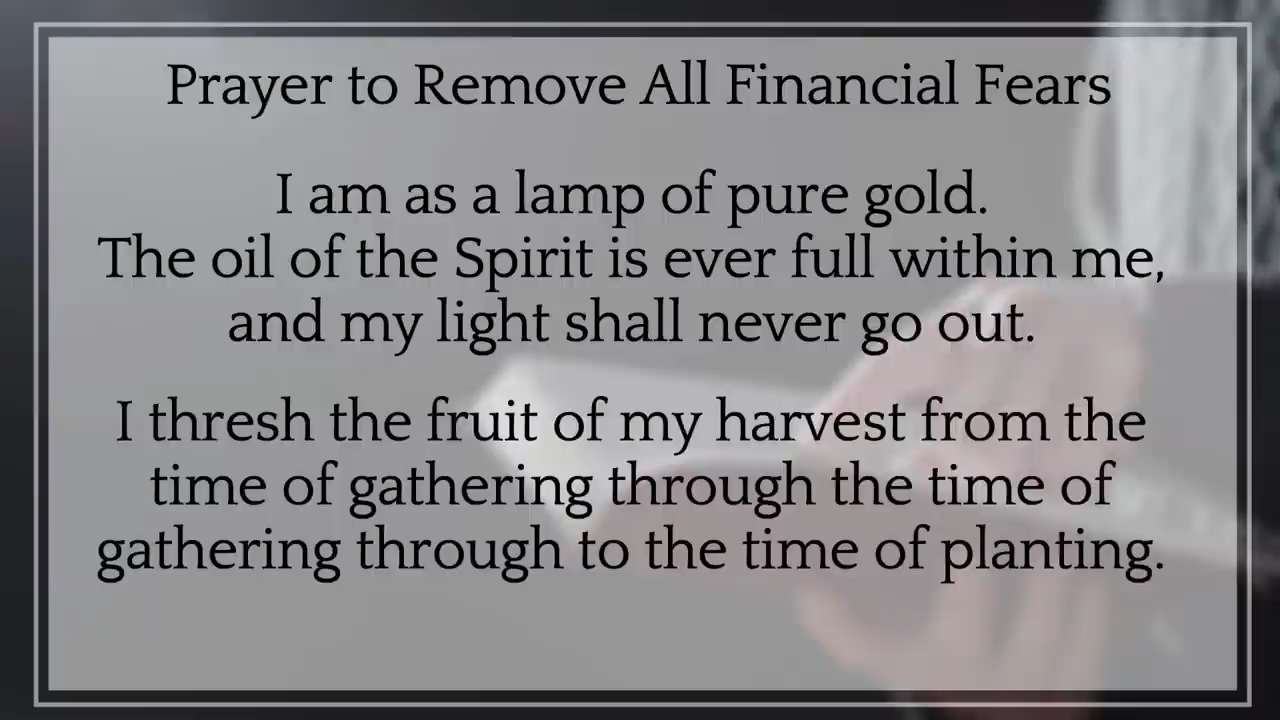 Prayer to Remove All Financial Fears
I am as a lamp of pure gold.
The oil of the Spirit is ever full within me,
and my light shall never go out.
I thresh the fruit of my harvest from the
time of gathering through the time of
gathering through to the time of planting.